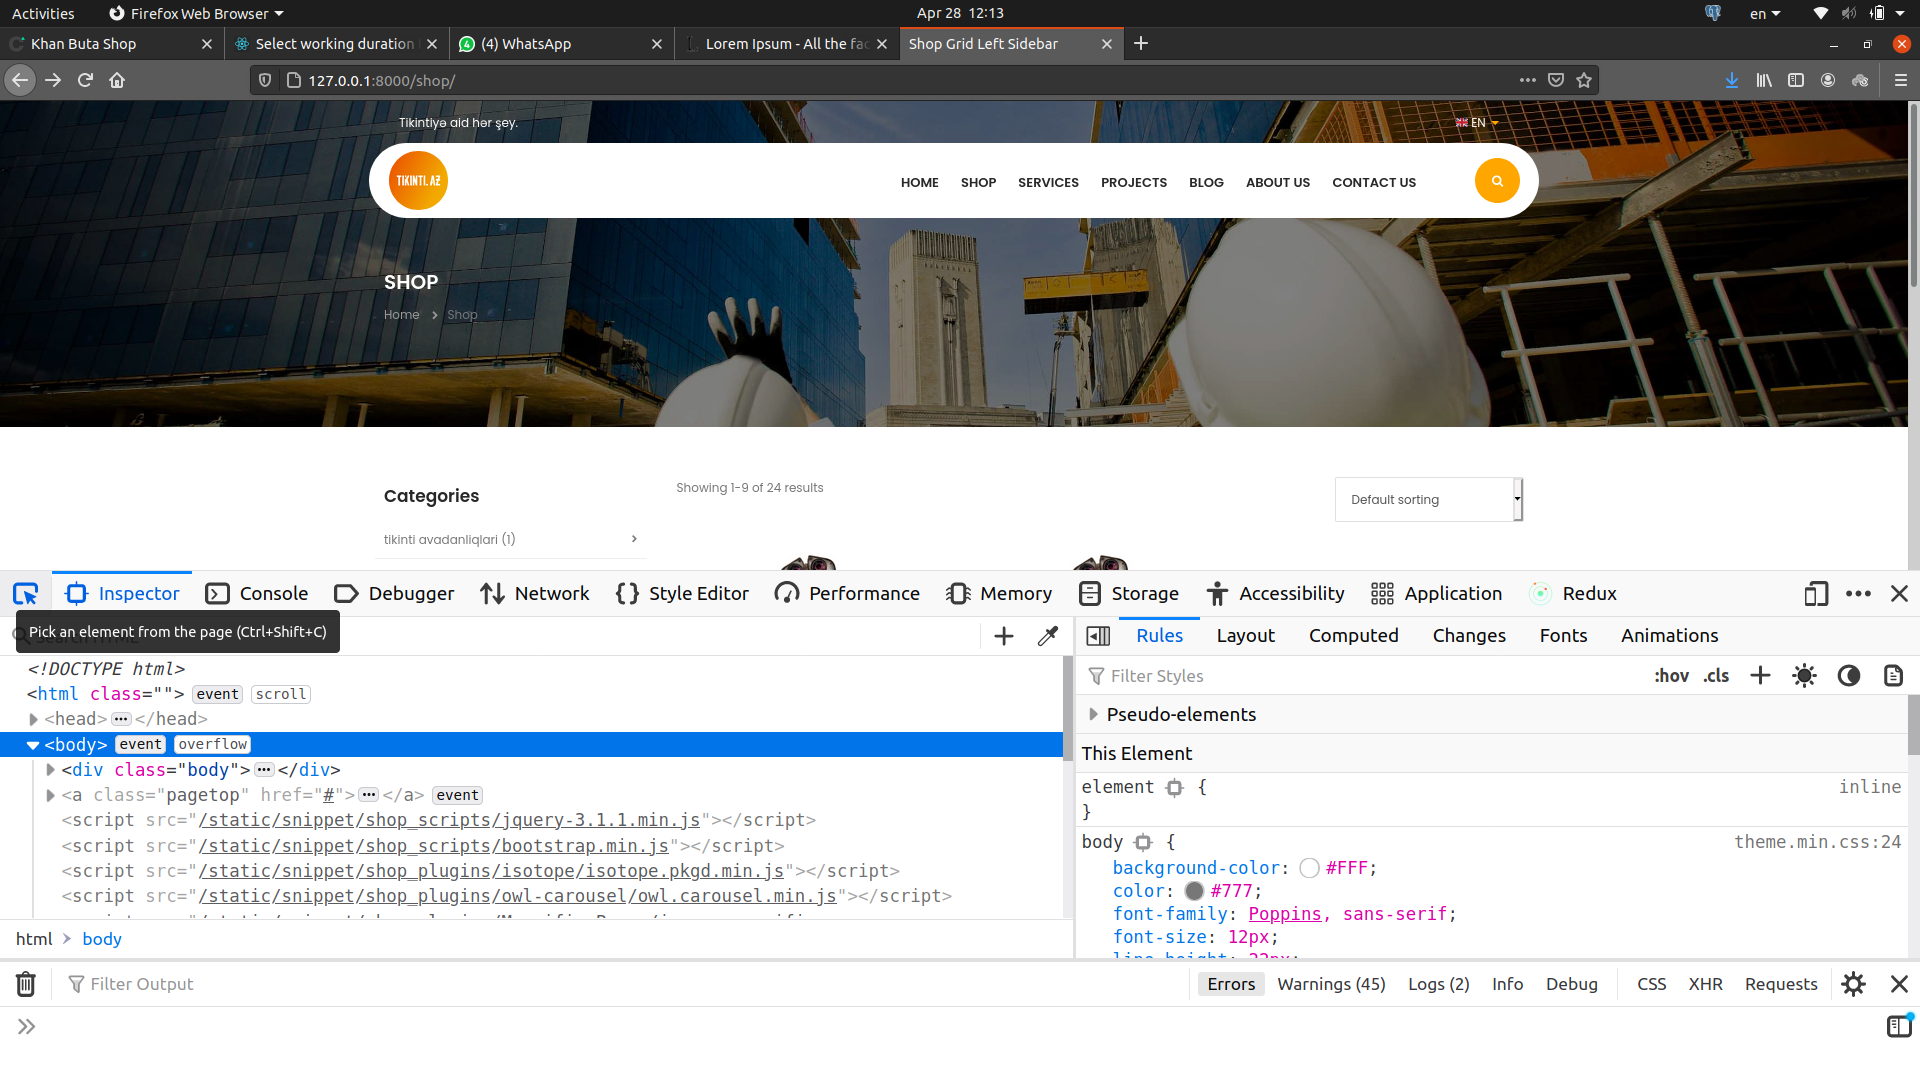 Activities Firefox Web Browser Apr 28 12:13 en
Khan Buta Shop Select working duration (4) WhatsApp Lorem Ipsum - All the fac Shop Grid Left Sidebar
127.0.0.1:8000/shop/
Tikintiyə aid hər şey. EN
TIKINTI.AZ HOME SHOP SERVICES PROJECTS BLOG ABOUT US CONTACT US
SHOP
Home Shop
Categories Showing 1-9 of 24 results Default sorting
tikinti avadanliqlari (1)
Inspector Console Debugger Network Style Editor Performance Memory Storage Accessibility Application Redux
Pick an element from the page (Ctrl+Shift+C)
Rules Layout Computed Changes Fonts Animations
Filter Styles :hov .cls
<!DOCTYPE html>
<html class=""> event scroll
<head>...</head>
<body> event overflow
<div class="body">...</div>
<a class="pagetop" href="#">...</a> event
<script src="/static/snippet/shop_scripts/jquery-3.1.1.min.js"></script>
<script src="/static/snippet/shop_scripts/bootstrap.min.js"></script>
<script src="/static/snippet/shop_plugins/isotope/isotope.pkgd.min.js"></script>
<script src="/static/snippet/shop_plugins/owl-carousel/owl.carousel.min.js"></script>
html body
Pseudo-elements
This Element
element { inline
}
body { theme.min.css:24
background-color: #FFF;
color: #777;
font-family: Poppins, sans-serif;
font-size: 12px;
line-height: 22px;
Filter Output Errors Warnings (45) Logs (2) Info Debug CSS XHR Requests